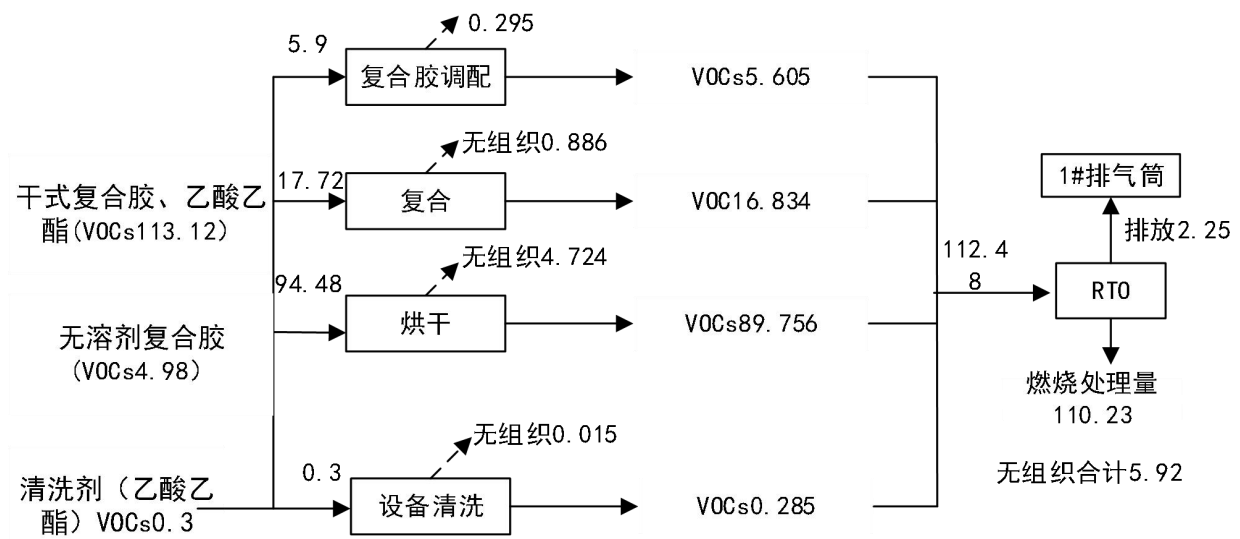 0.295
5.9
复合胶调配
VOCs5.605
无组织0.886
17.72
复合
VOC16.834
干式复合胶、乙酸乙
酯(VOCs113.12)
1#排气筒
排放2.25
无组织4.724
94.48
烘干
VOCs89.756
112.4
8
RTO
无溶剂复合胶
(VOCs4.98)
燃烧处理量
110.23
无组织0.015
0.3
设备清洗
VOCs0.285
无组织合计5.92
清洗剂（乙酸乙
酯）VOCs0.3